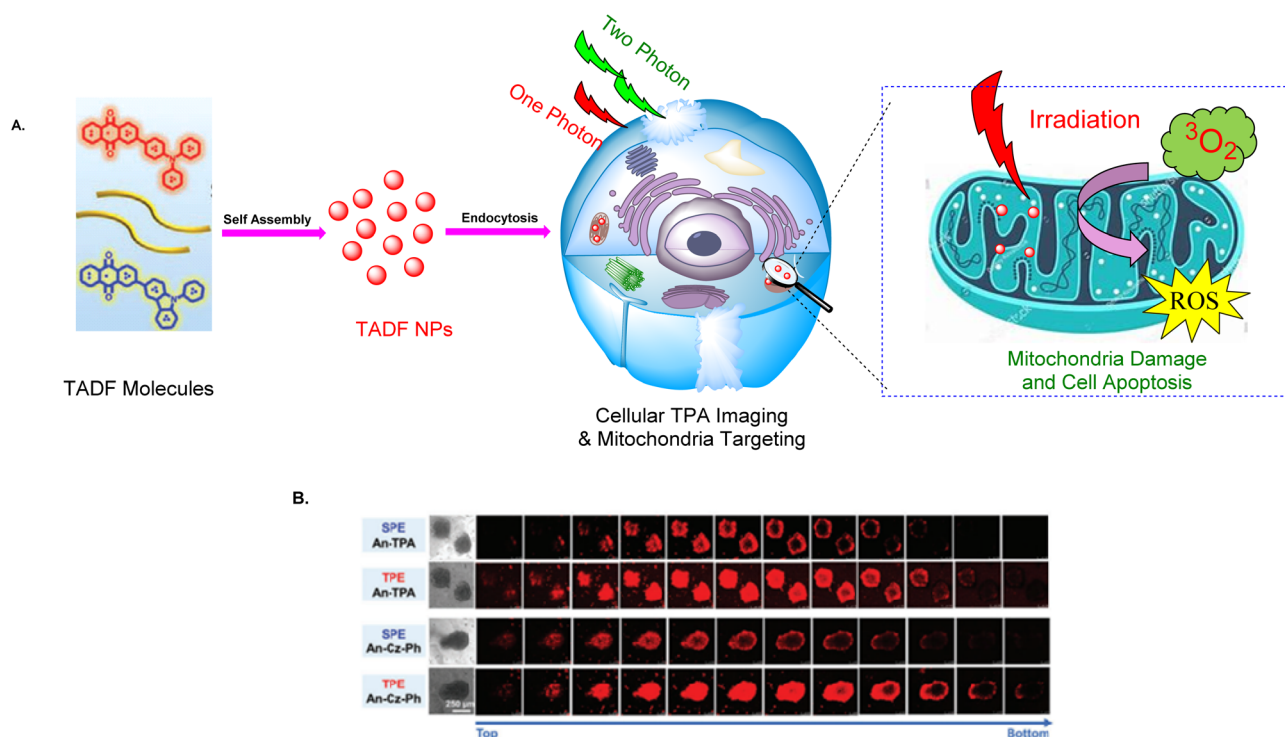 A.
TADF Molecules
Self Assembly
TADF NPs
Endocytosis
Two Photon
One Photon
Cellular TPA Imaging
& Mitochondria Targeting
Irradiation
³O₂
ROS
Mitochondria Damage
and Cell Apoptosis
B.
SPE
An-TPA
TPE
An-TPA
SPE
An-Cz-Ph
TPE
An-Cz-Ph
250 µm
Top
Bottom